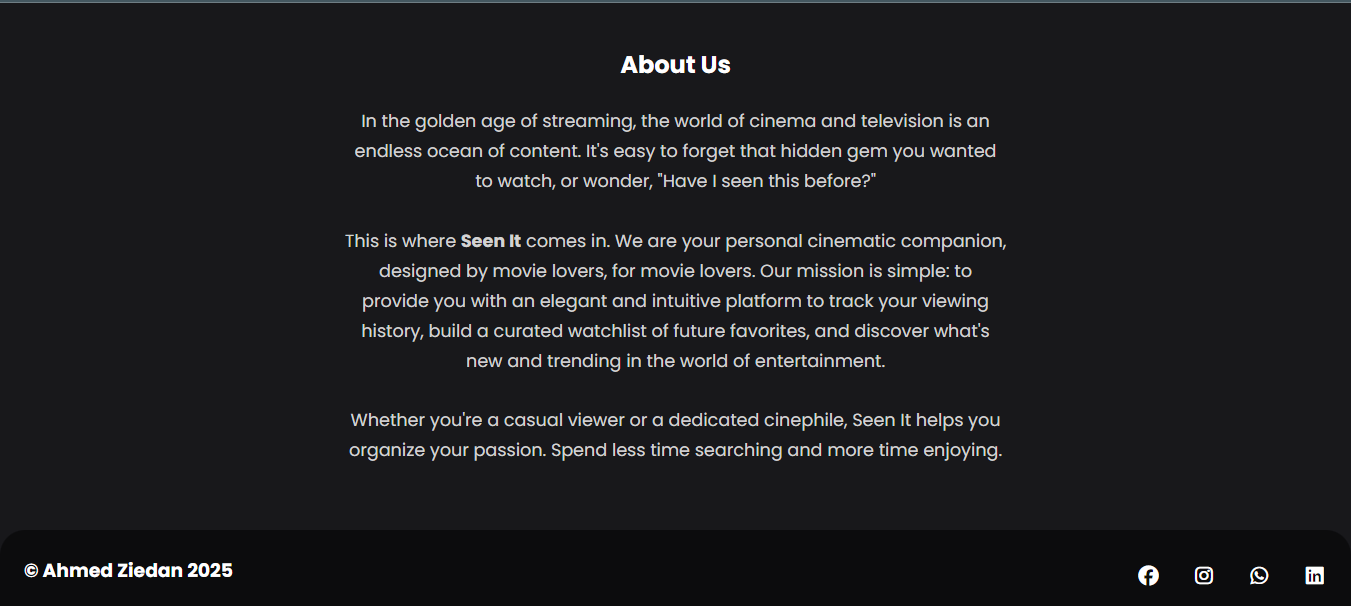 About Us
In the golden age of streaming, the world of cinema and television is an
endless ocean of content. It's easy to forget that hidden gem you wanted
to watch, or wonder, "Have I seen this before?"
This is where Seen It comes in. We are your personal cinematic companion,
designed by movie lovers, for movie lovers. Our mission is simple: to
provide you with an elegant and intuitive platform to track your viewing
history, build a curated watchlist of future favorites, and discover what's
new and trending in the world of entertainment.
Whether you're a casual viewer or a dedicated cinephile, Seen It helps you
organize your passion. Spend less time searching and more time enjoying.
© Ahmed Ziedan 2025